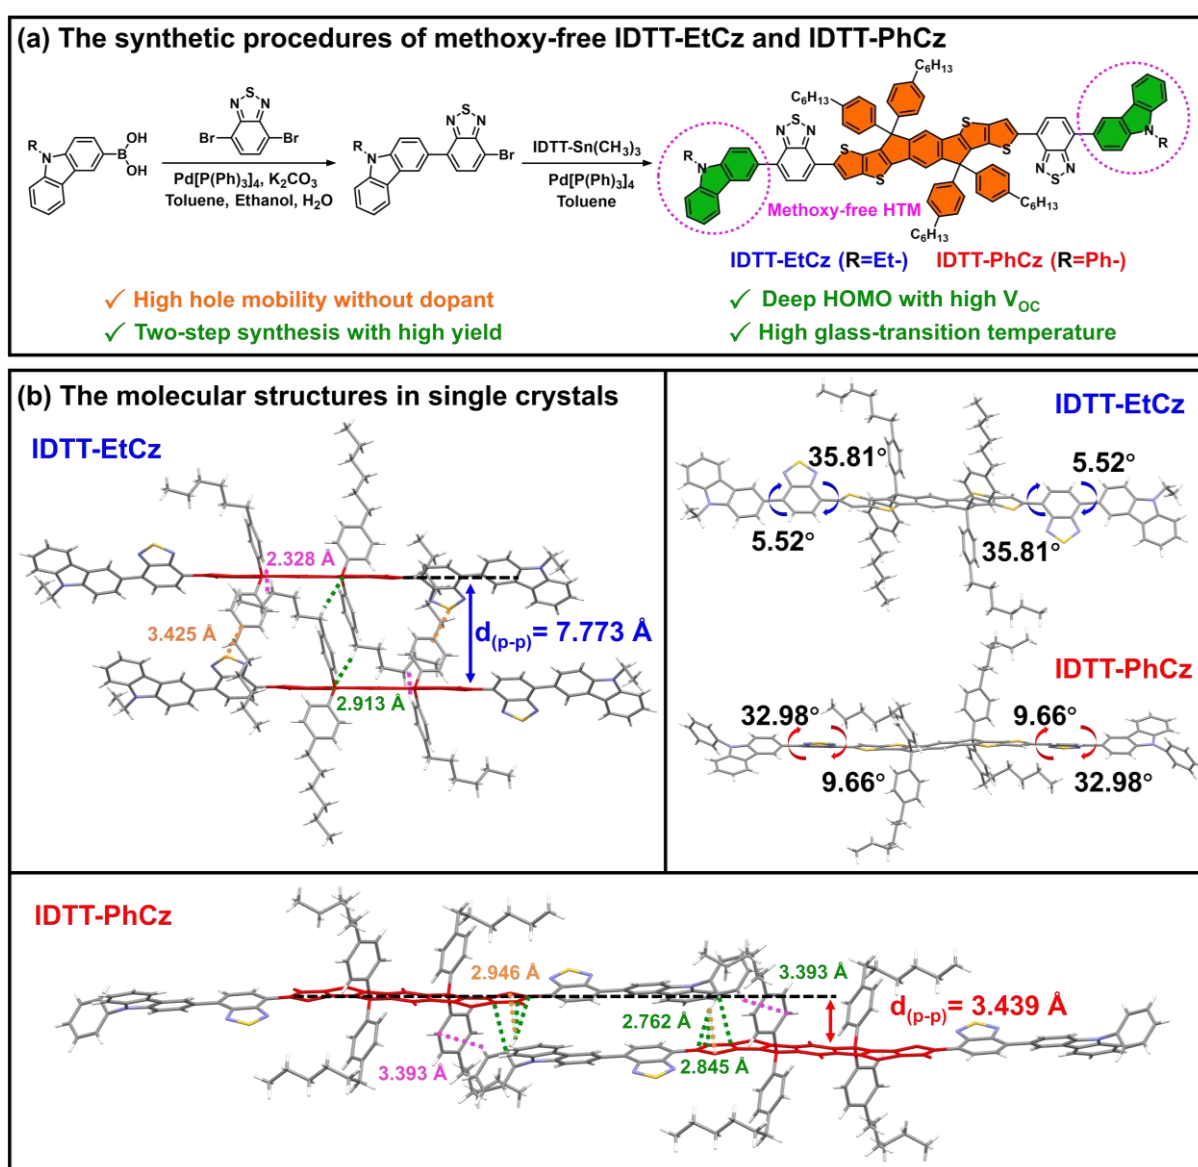 (a) The synthetic procedures of methoxy-free IDTT-EtCz and IDTT-PhCz
R
N
OH
B
OH
S
N N
Br Br
Pd[P(Ph)3]4, K2CO3
Toluene, Ethanol, H2O
R
N
S
N N
Br
IDTT-Sn(CH3)3
Pd[P(Ph)3]4
Toluene
C6H13
C6H13
R
N
S
N N
S
S
S
S
N N
S
N
R
C6H13
C6H13
Methoxy-free HTM
IDTT-EtCz (R=Et-) IDTT-PhCz (R=Ph-)
✓ High hole mobility without dopant
✓ Two-step synthesis with high yield
✓ Deep HOMO with high VOC
✓ High glass-transition temperature
(b) The molecular structures in single crystals
IDTT-EtCz
2.328 Å
3.425 Å
d(p-p)= 7.773 Å
2.913 Å
IDTT-EtCz
35.81°
5.52°
5.52°
35.81°
IDTT-PhCz
32.98°
9.66°
9.66°
32.98°
IDTT-PhCz
2.946 Å
3.393 Å
d(p-p)= 3.439 Å
2.762 Å
3.393 Å
2.845 Å